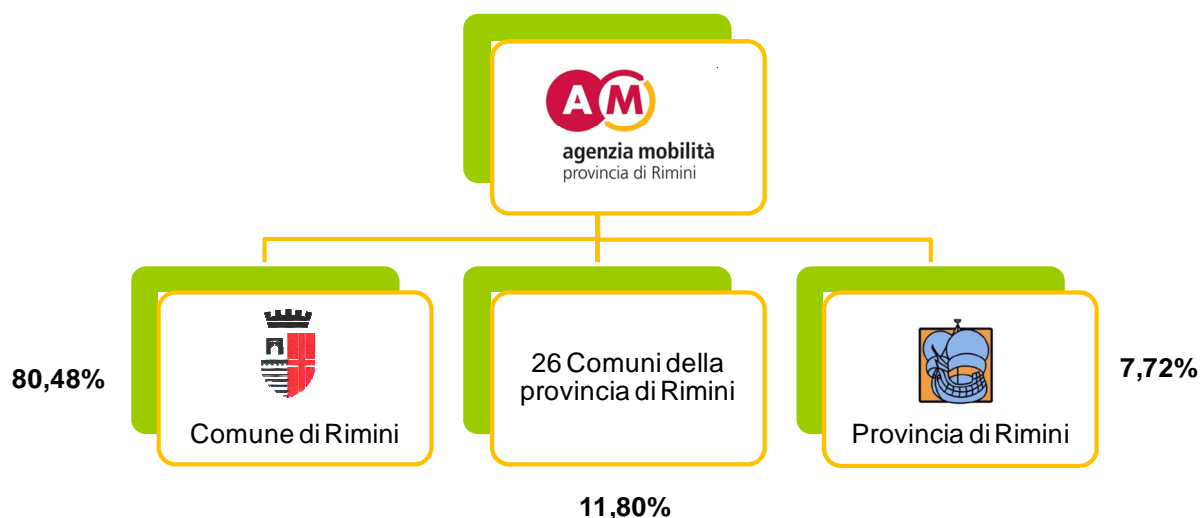 AM
agenzia mobilità
provincia di Rimini
80,48%
Comune di Rimini
26 Comuni della
provincia di Rimini
11,80%
Provincia di Rimini
7,72%